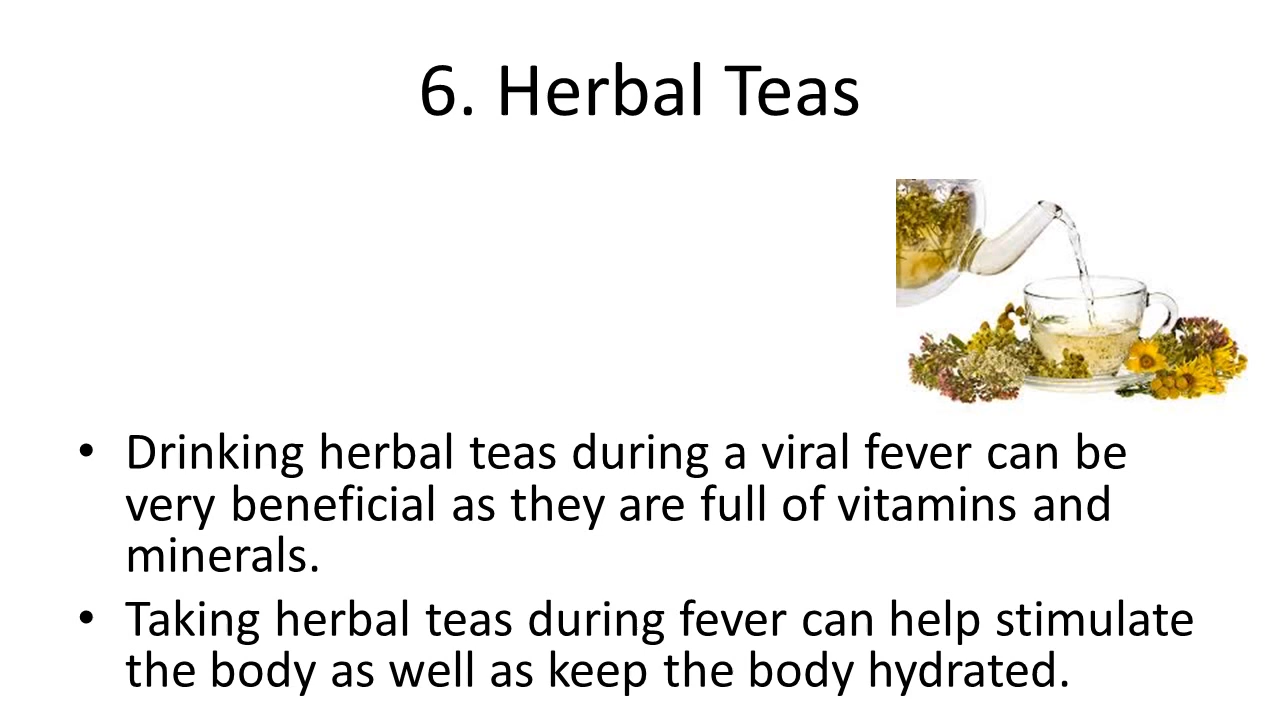 6. Herbal Teas
• Drinking herbal teas during a viral fever can be
very beneficial as they are full of vitamins and
minerals.
• Taking herbal teas during fever can help stimulate
the body as well as keep the body hydrated.